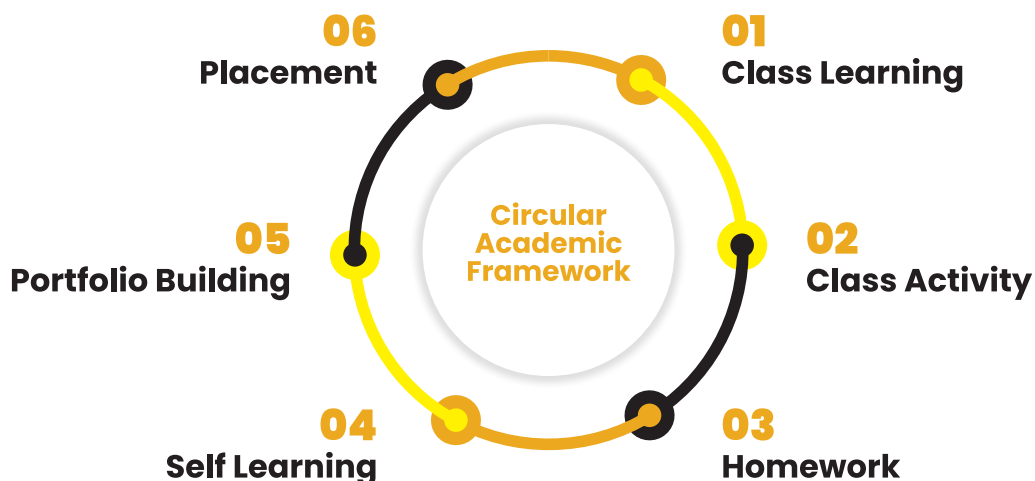 01
Class Learning
02
Class Activity
03
Homework
04
Self Learning
05
Portfolio Building
06
Placement
Circular
Academic
Framework